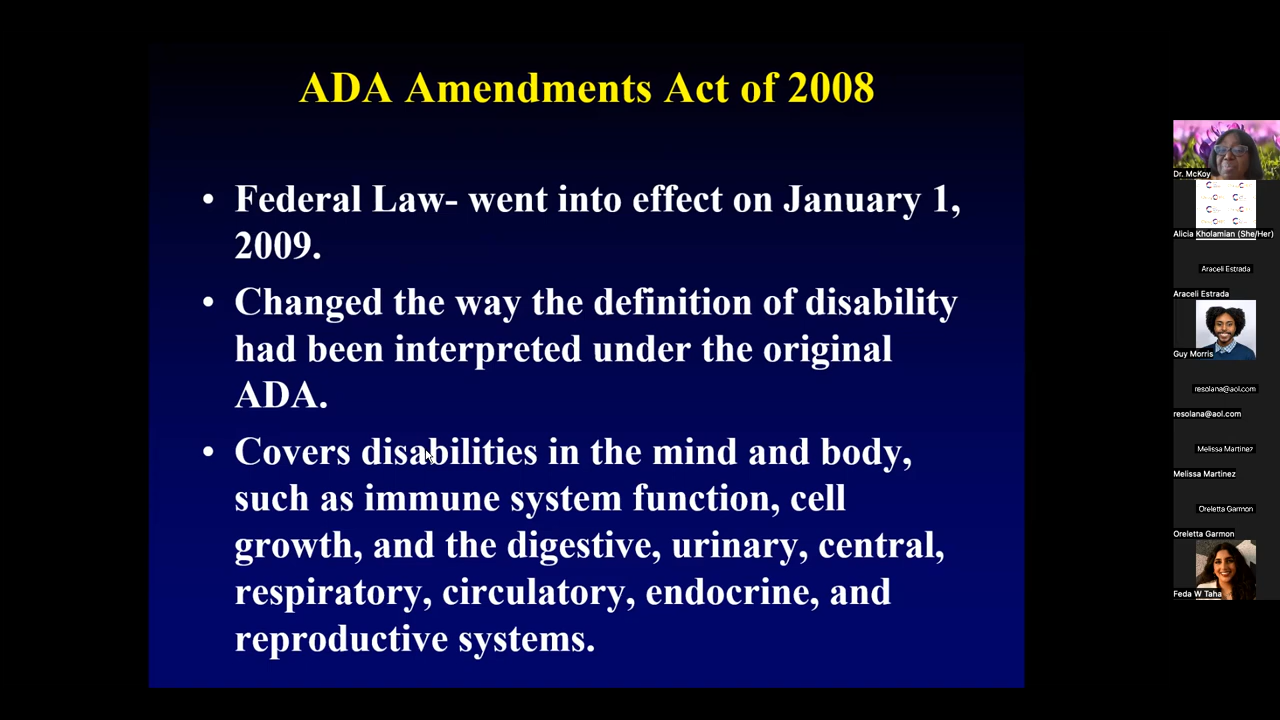 ADA Amendments Act of 2008
• Federal Law- went into effect on January 1,
2009.
• Changed the way the definition of disability
had been interpreted under the original
ADA.
• Covers disabilities in the mind and body,
such as immune system function, cell
growth, and the digestive, urinary, central,
respiratory, circulatory, endocrine, and
reproductive systems.
Dr. McKoy
Alicia Kholamian (She/Her)
Araceli Estrada
Araceli Estrada
Guy Morris
resolana@aol.com
resolana@aol.com
Melissa Martinez
Melissa Martinez
Oreletta Garmon
Oreletta Garmon
Feda W Taha